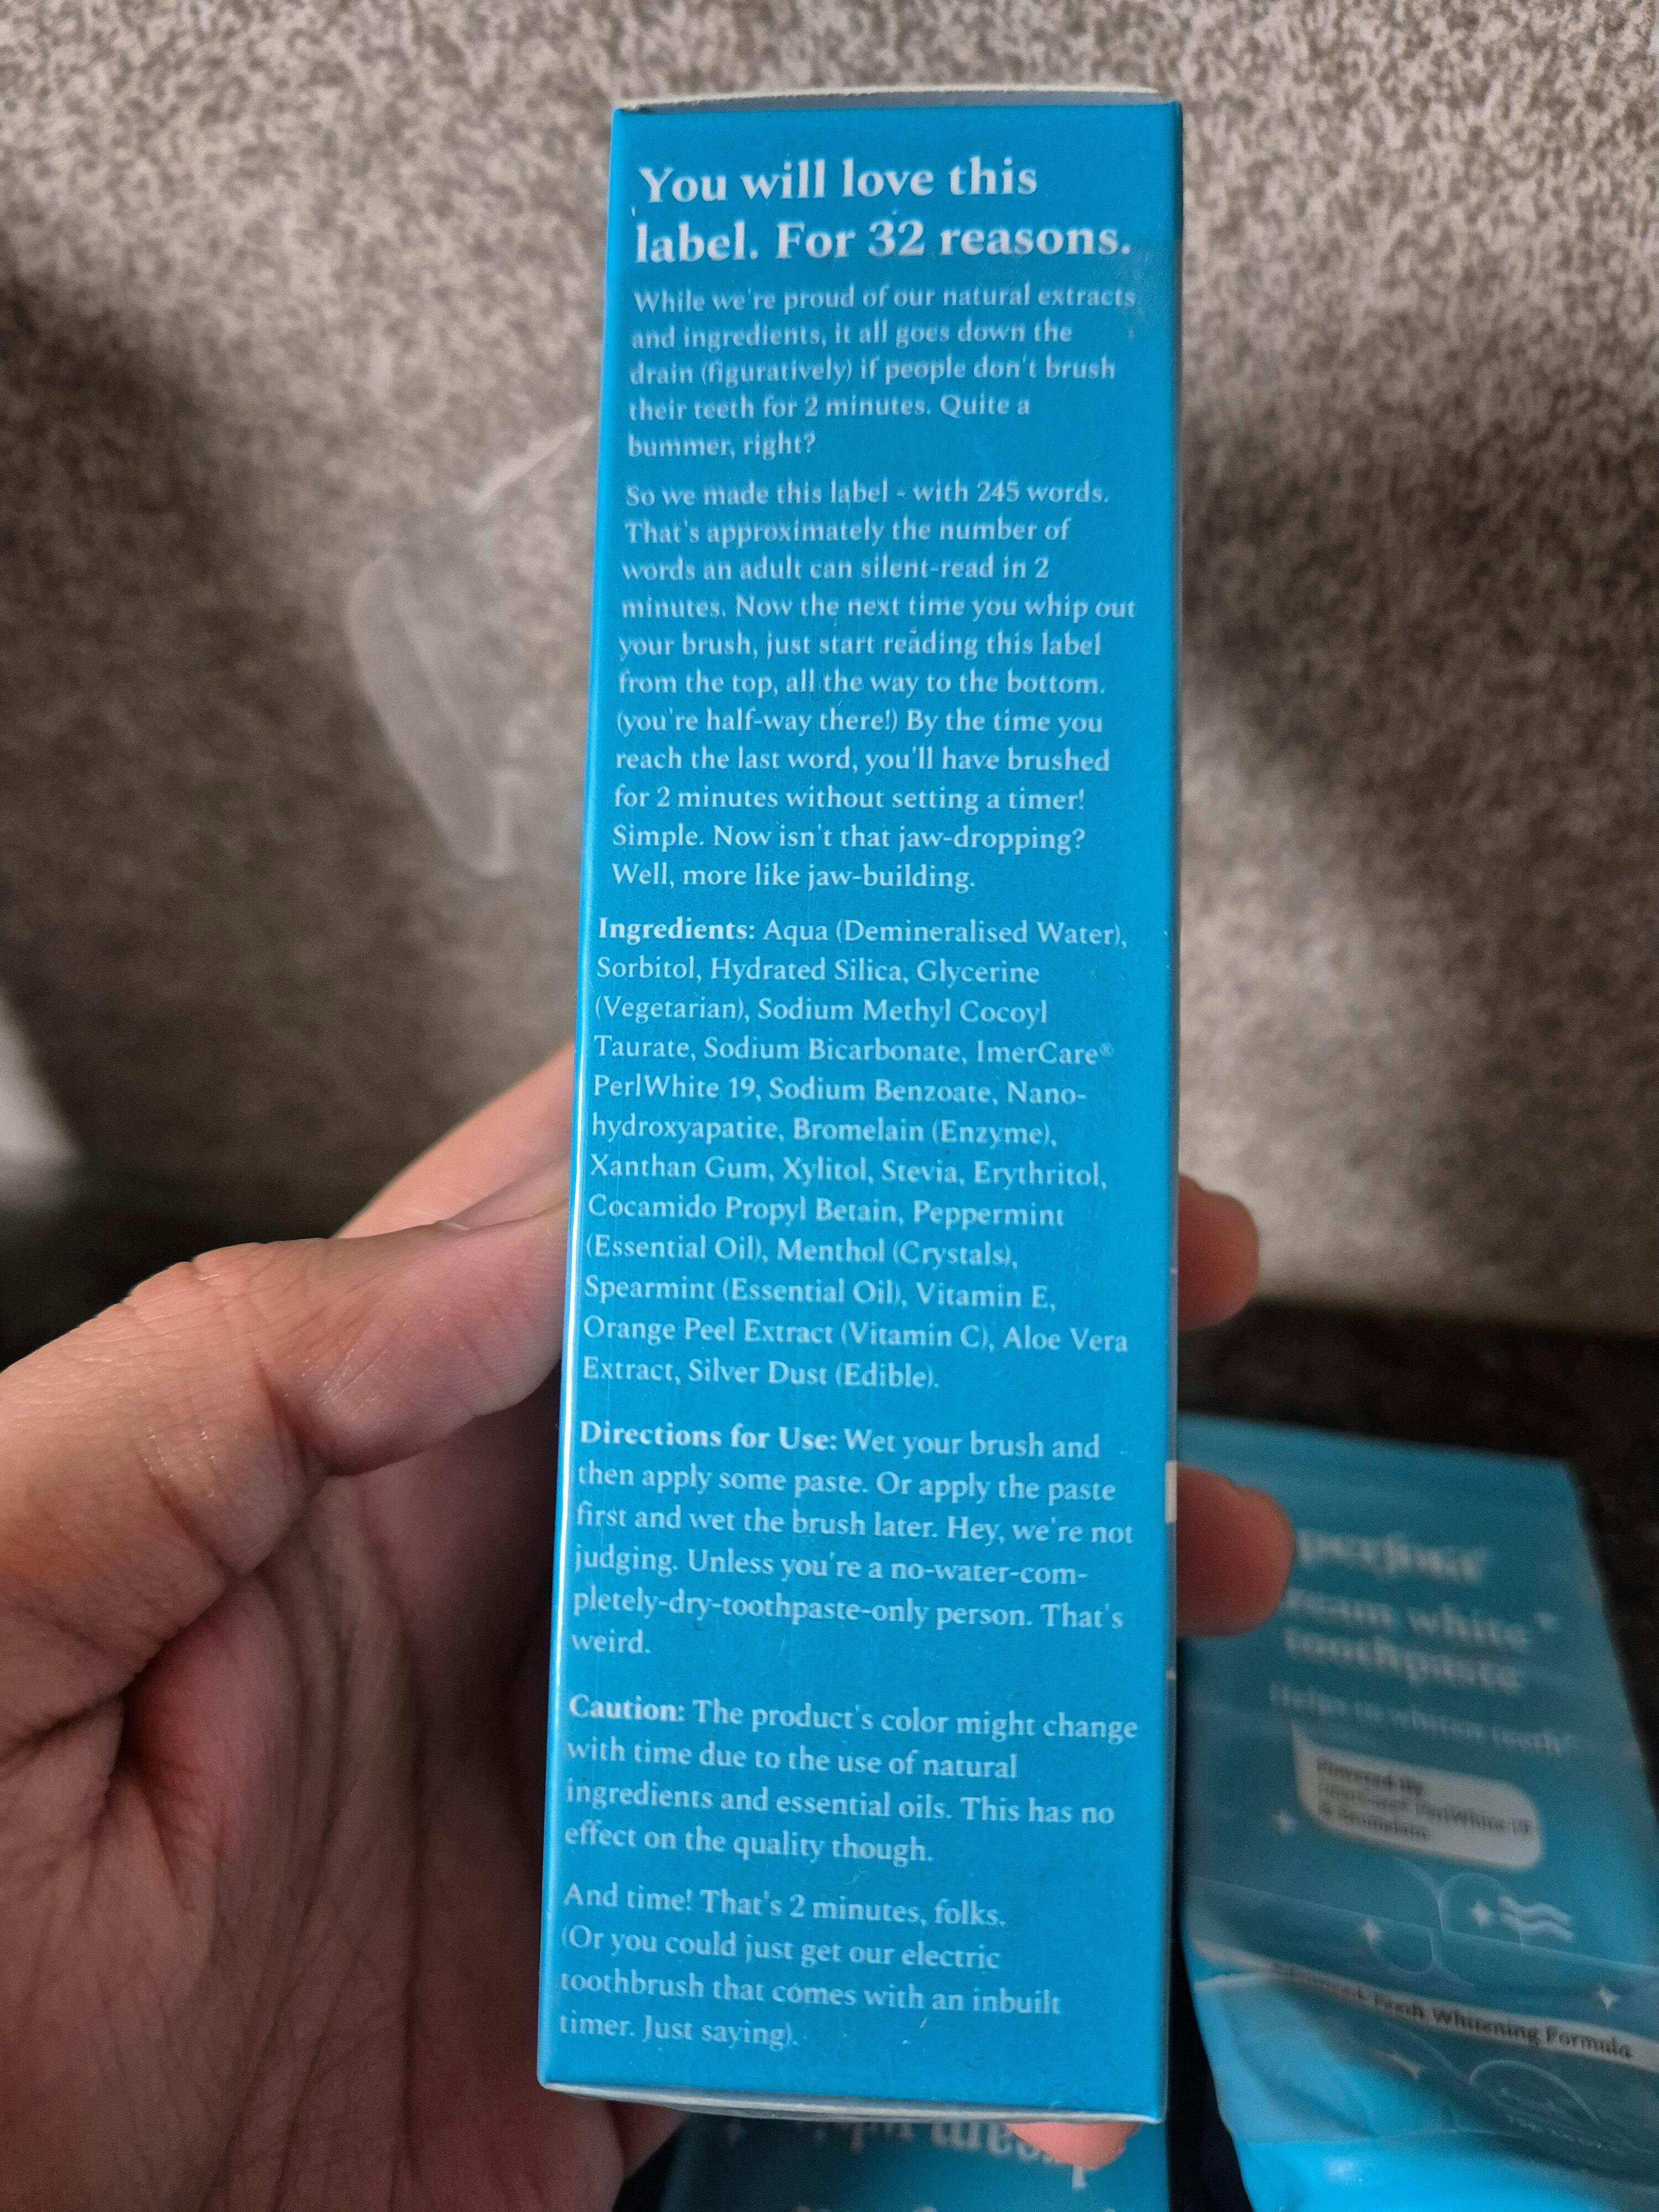 You will love this
label. For 32 reasons.
While we're proud of our natural extracts
and ingredients, it all goes down the
drain (figuratively) if people don't brush
their teeth for 2 minutes. Quite a
bummer, right?
So we made this label - with 245 words.
That's approximately the number of
words an adult can silent-read in 2
minutes. Now the next time you whip out
your brush, just start reading this label
from the top, all the way to the bottom.
(you're half-way there!) By the time you
reach the last word, you'll have brushed
for 2 minutes without setting a timer!
Simple. Now isn't that jaw-dropping?
Well, more like jaw-building.
Ingredients: Aqua (Demineralised Water),
Sorbitol, Hydrated Silica, Glycerine
(Vegetarian), Sodium Methyl Cocoyl
Taurate, Sodium Bicarbonate, ImerCare®
PerlWhite 19, Sodium Benzoate, Nano-
hydroxyapatite, Bromelain (Enzyme),
Xanthan Gum, Xylitol, Stevia, Erythritol,
Cocamido Propyl Betain, Peppermint
(Essential Oil), Menthol (Crystals),
Spearmint (Essential Oil), Vitamin E,
Orange Peel Extract (Vitamin C), Aloe Vera
Extract, Silver Dust (Edible).
Directions for Use: Wet your brush and
then apply some paste. Or apply the paste
first and wet the brush later. Hey, we're not
judging. Unless you're a no-water-com-
pletely-dry-toothpaste-only person. That's
weird.
Caution: The product's color might change
with time due to the use of natural
ingredients and essential oils. This has no
effect on the quality though.
And time! That's 2 minutes, folks.
(Or you could just get our electric
toothbrush that comes with an inbuilt
timer. Just saying).
perfora
white
toothpaste
Helps to whiten teeth
Powered By
ImerCare® PerlWhite 19
& Bromelain
Teeth Whitening Formula